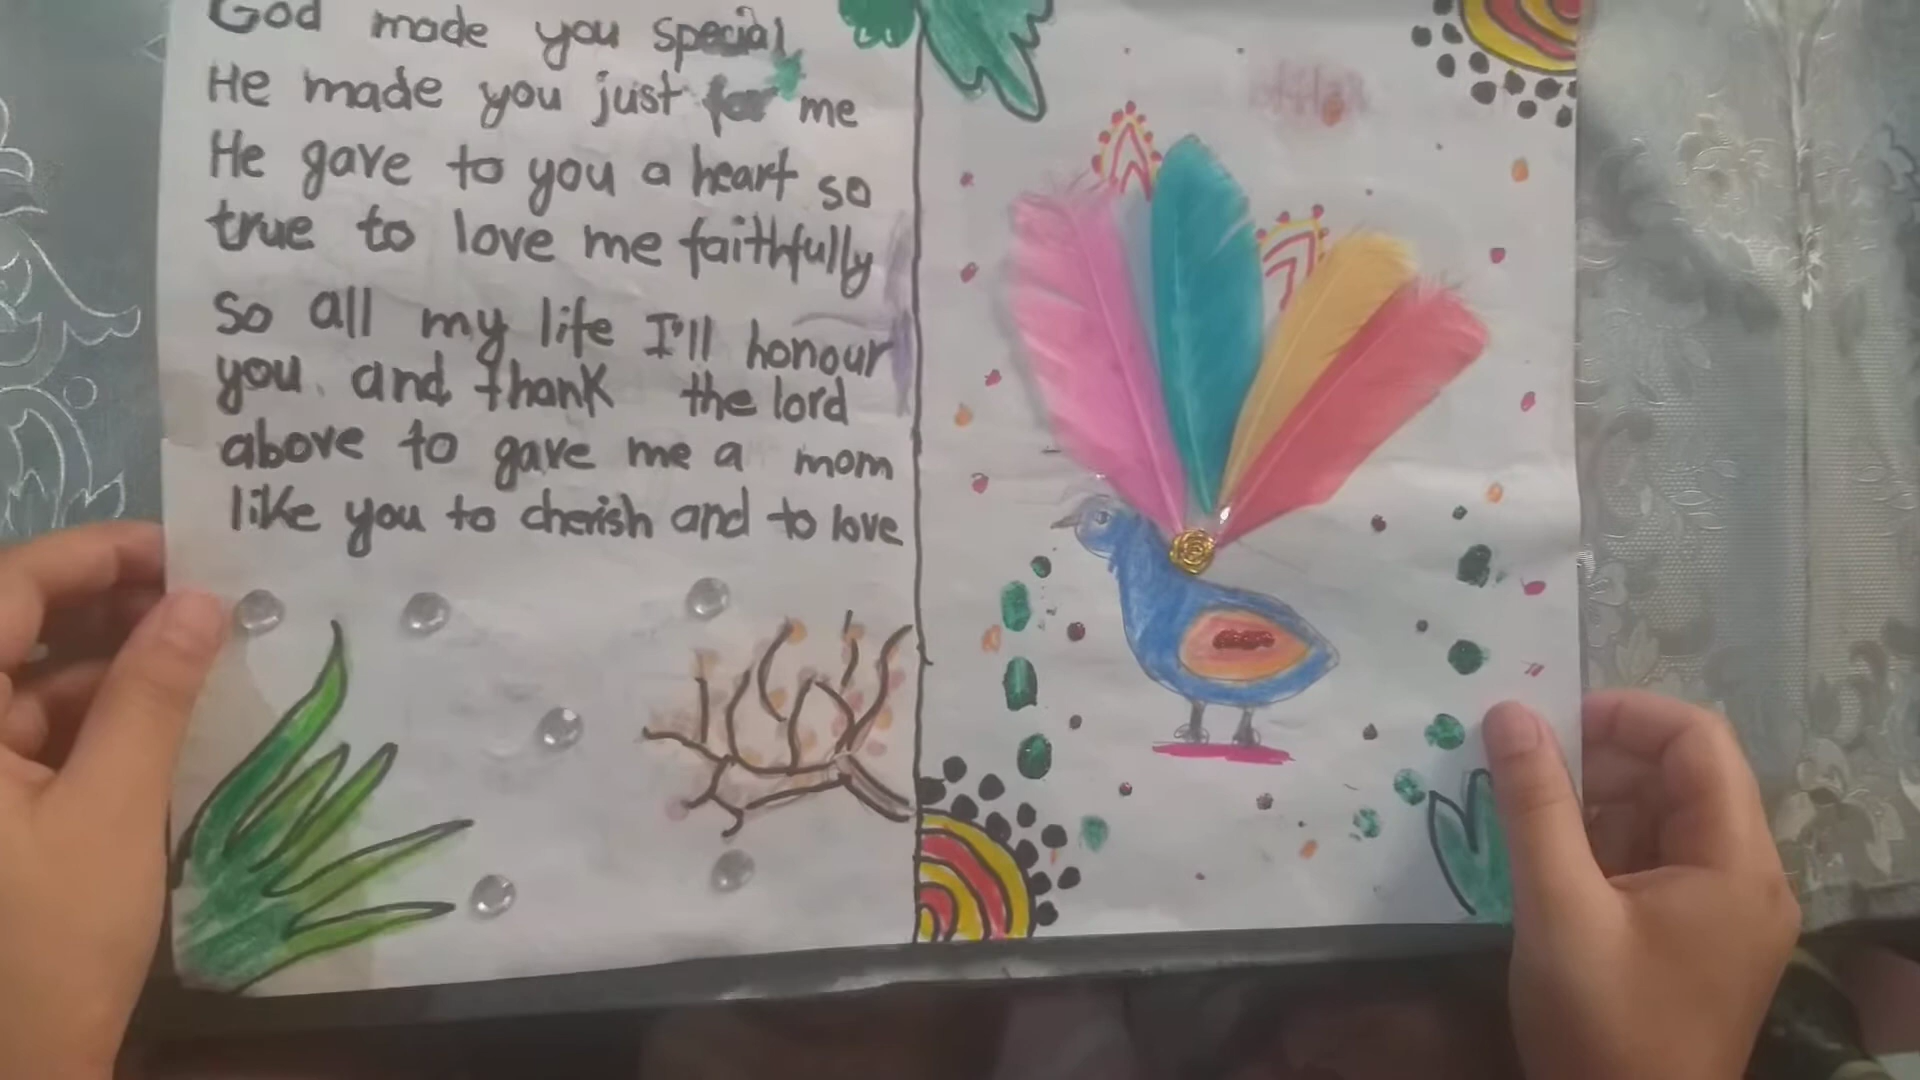 God made you special
He made you just for me
He gave to you a heart so
true to love me faithfully
so all my life I'll honour
you and thank the lord
above to gave me a mom
like you to cherish and to love